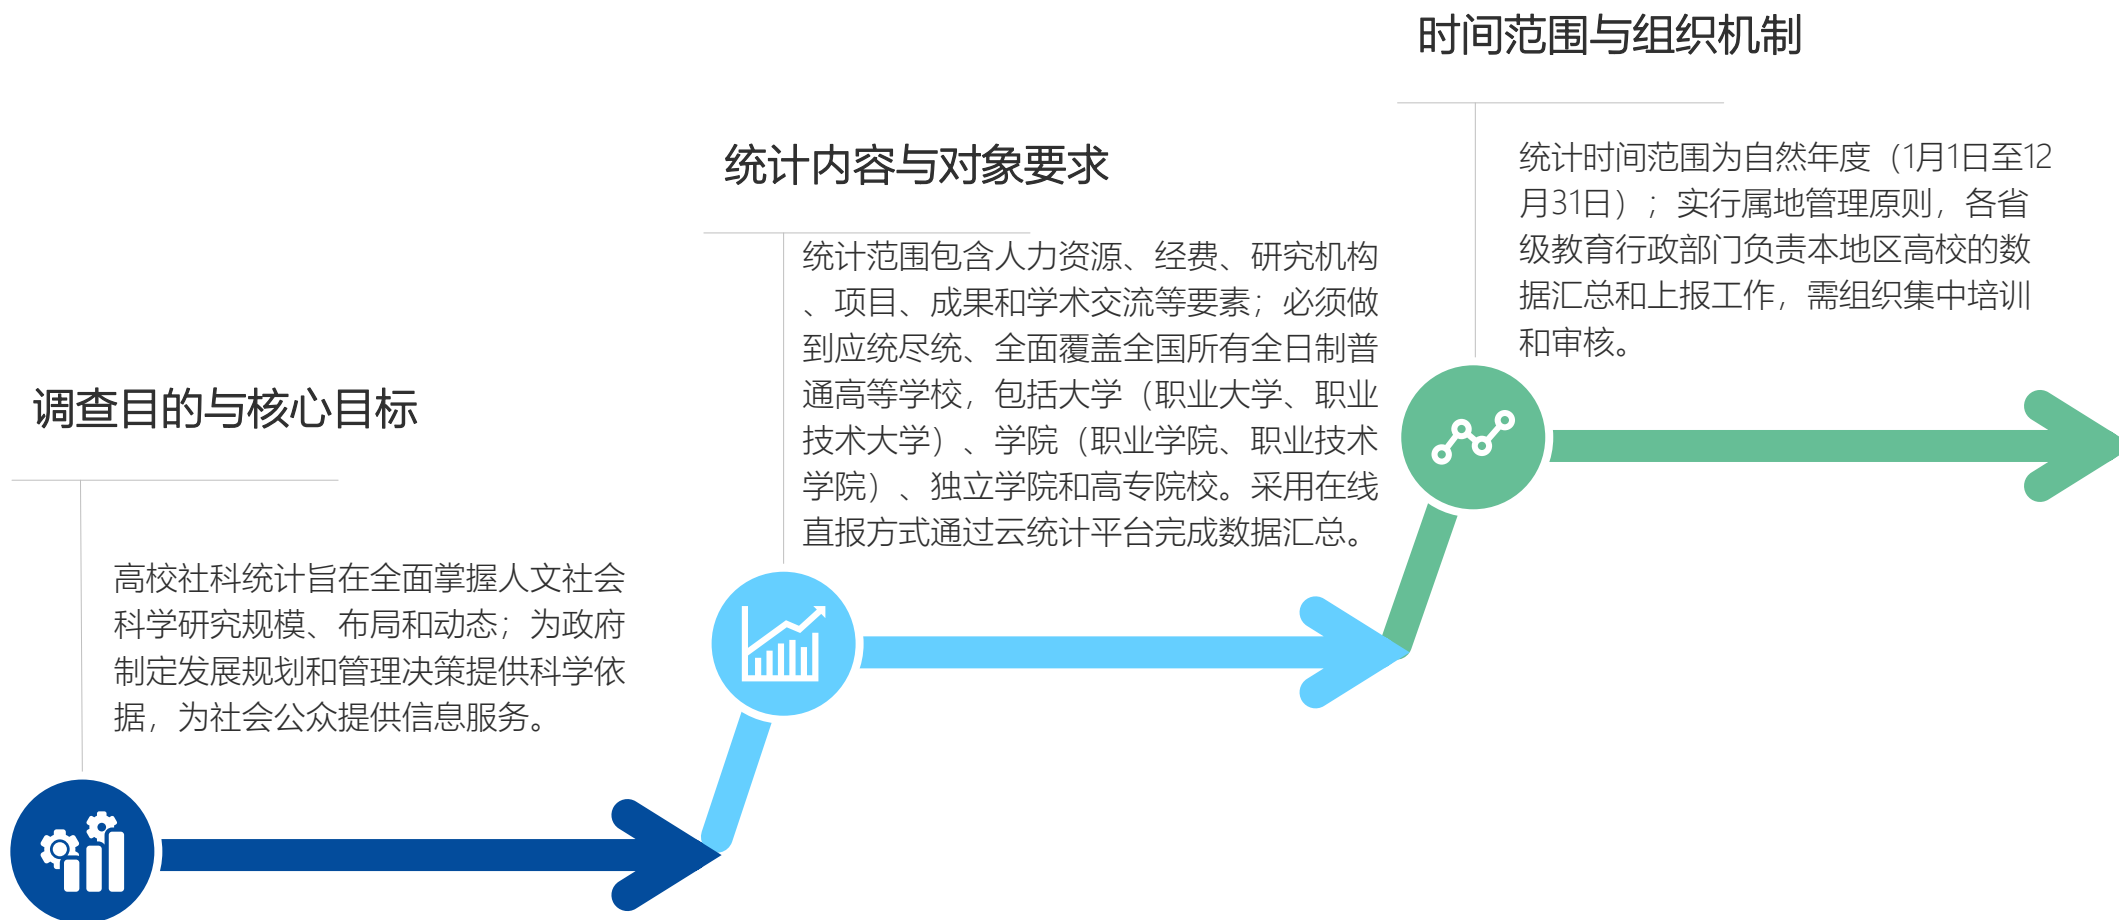 时间范围与组织机制
统计时间范围为自然年度（1月1日至12
月31日）；实行属地管理原则，各省
级教育行政部门负责本地区高校的数
据汇总和上报工作，需组织集中培训
和审核。
统计内容与对象要求
统计范围包含人力资源、经费、研究机构
、项目、成果和学术交流等要素；必须做
到应统尽统、全面覆盖全国所有全日制普
通高等学校，包括大学（职业大学、职业
技术大学）、学院（职业学院、职业技术
学院）、独立学院和高专院校。采用在线
直报方式通过云统计平台完成数据汇总。
调查目的与核心目标
高校社科统计旨在全面掌握人文社会
科学研究规模、布局和动态；为政府
制定发展规划和管理决策提供科学依
据，为社会公众提供信息服务。